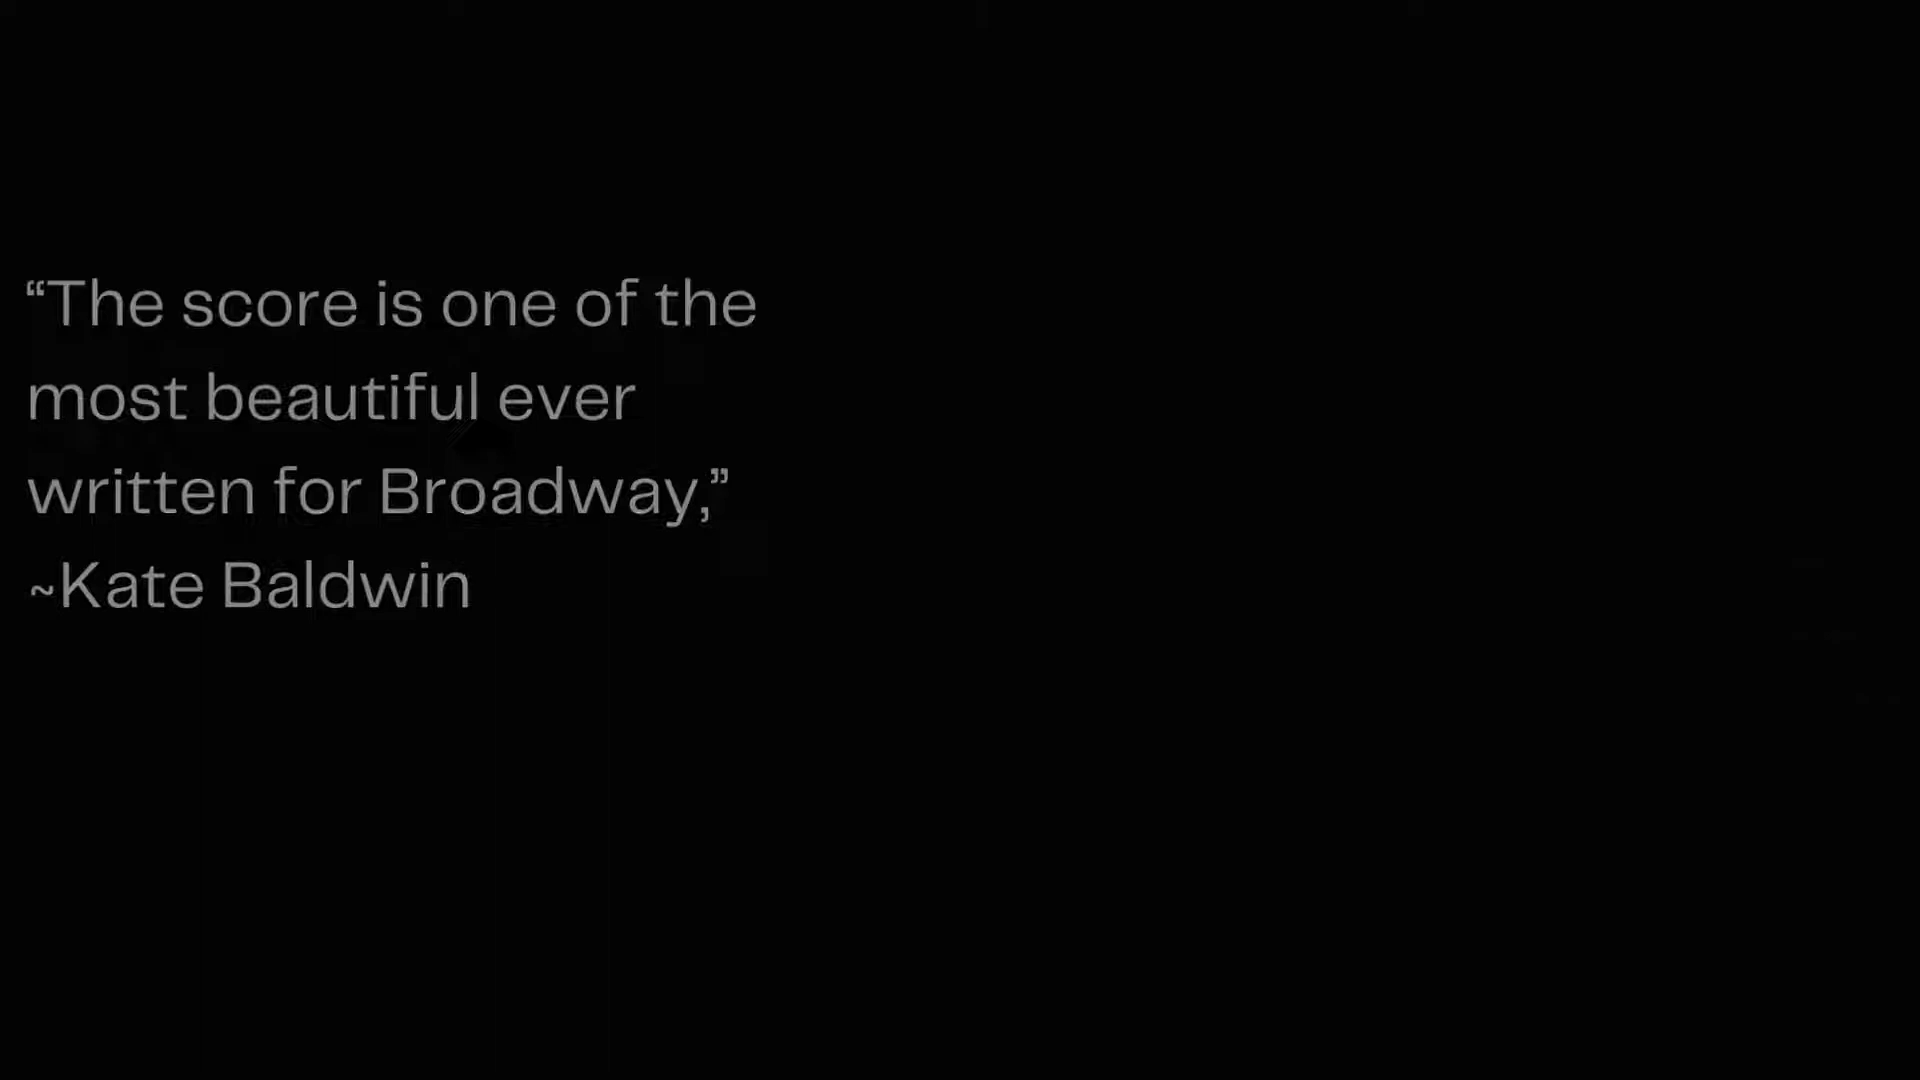 “The score is one of the
most beautiful ever
written for Broadway,”
~Kate Baldwin